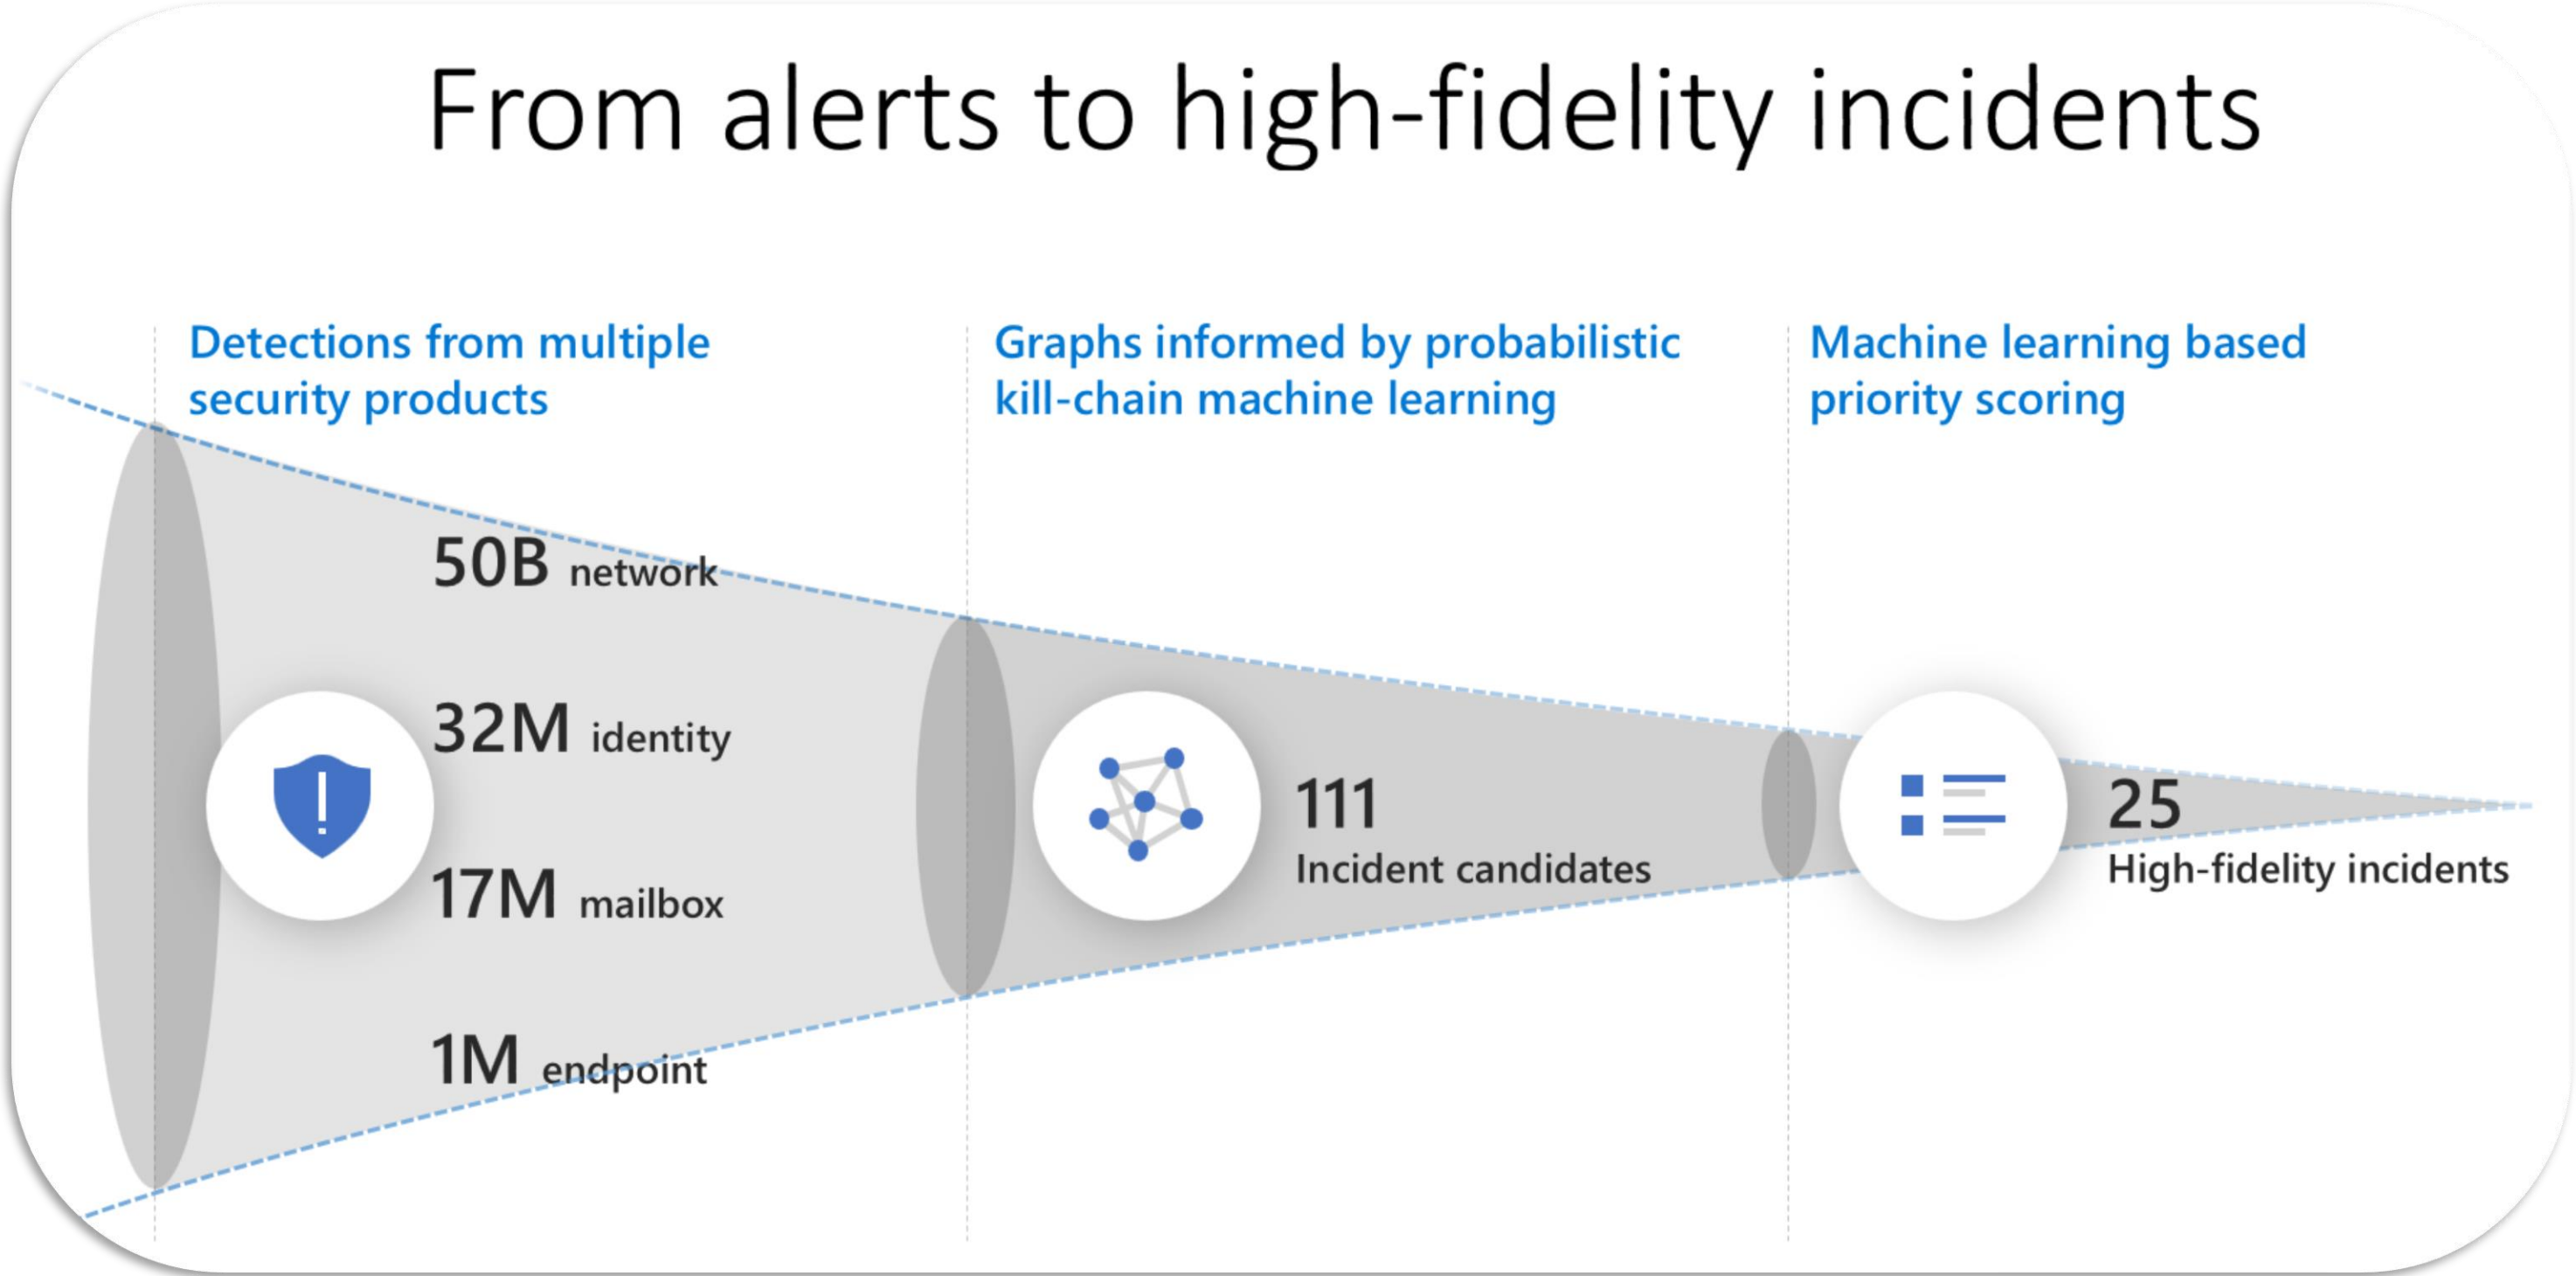 From alerts to high-fidelity incidents
Detections from multiple
security products
50B network
32M identity
17M mailbox
1M endpoint
Graphs informed by probabilistic
kill-chain machine learning
111
Incident candidates
Machine learning based
priority scoring
25
High-fidelity incidents